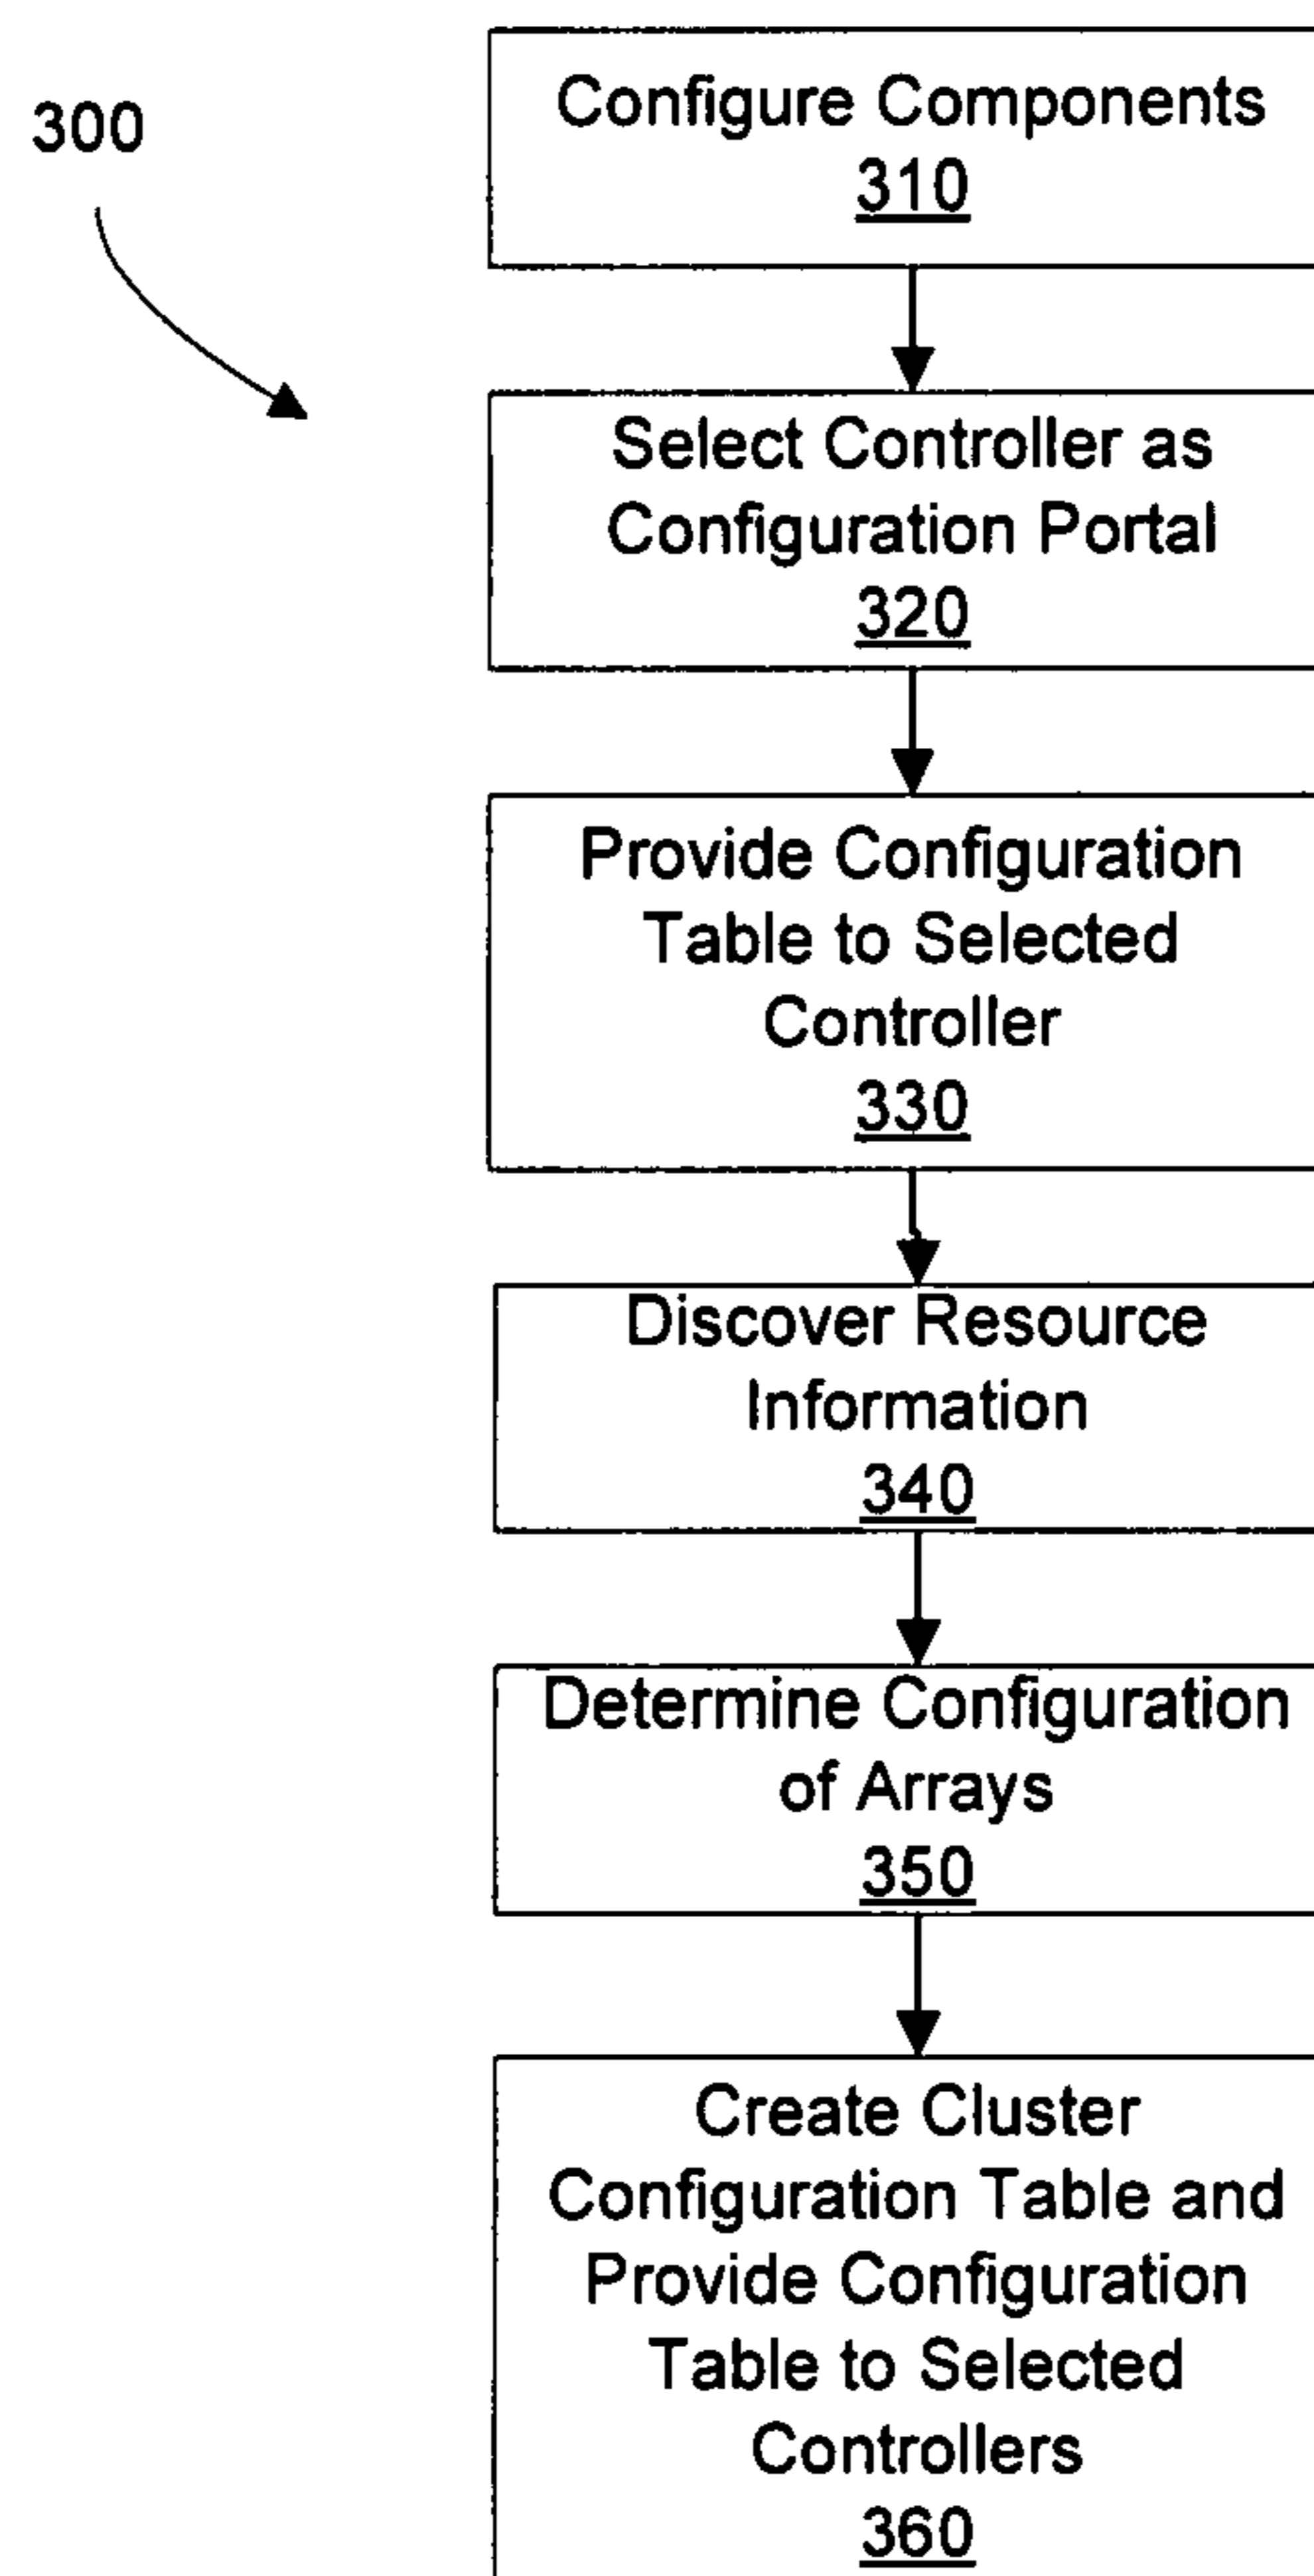 300
Configure Components
310
Select Controller as
Configuration Portal
320
Provide Configuration
Table to Selected
Controller
330
Discover Resource
Information
340
Determine Configuration
of Arrays
350
Create Cluster
Configuration Table and
Provide Configuration
Table to Selected
Controllers
360